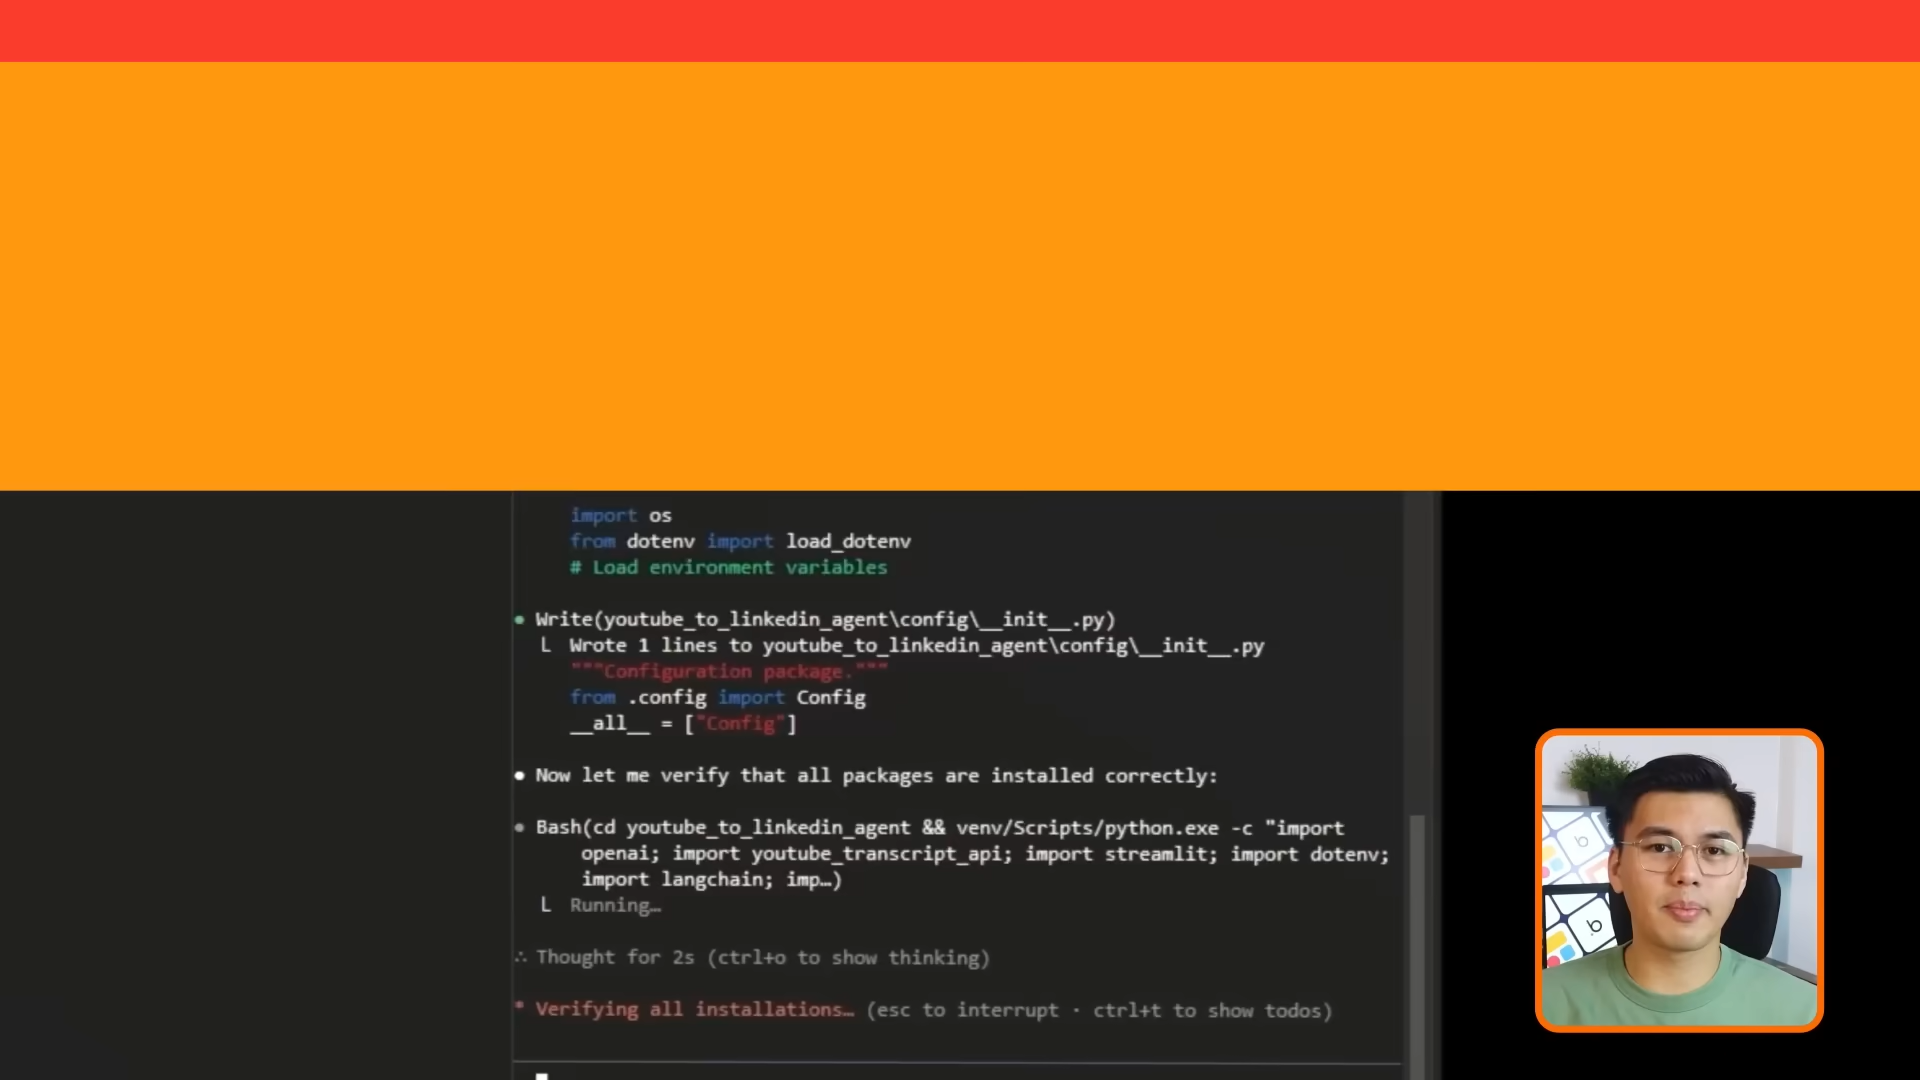 import os
from dotenv import load_dotenv
# Load environment variables
● Write(youtube_to_linkedin_agent\config\__init__.py)
L Wrote 1 lines to youtube_to_linkedin_agent\config\__init__.py
"""Configuration package."""
from .config import Config
__all__ = ["Config"]
● Now let me verify that all packages are installed correctly:
● Bash(cd youtube_to_linkedin_agent && venv/Scripts/python.exe -c "import
openai; import youtube_transcript_api; import streamlit; import dotenv;
import langchain; imp…)
L Running…
∴ Thought for 2s (ctrl+o to show thinking)
* Verifying all installations… (esc to interrupt · ctrl+t to show todos)